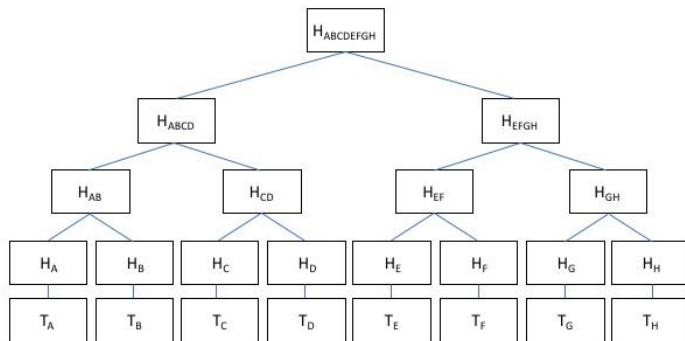 H_ABCDEFGH
H_ABCD H_EFGH
H_AB H_CD H_EF H_GH
H_A H_B H_C H_D H_E H_F H_G H_H
T_A T_B T_C T_D T_E T_F T_G T_H